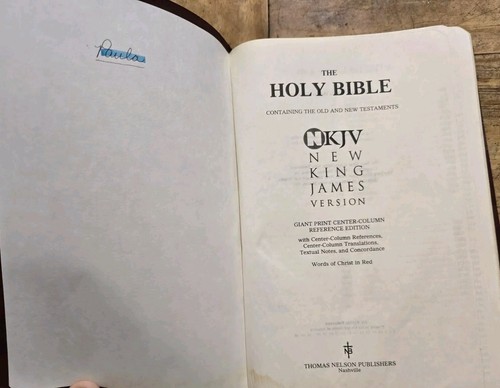 Paula
THE
HOLY BIBLE
CONTAINING THE OLD AND NEW TESTAMENTS
NKJV
NEW
KING
JAMES
VERSION
GIANT PRINT CENTER-COLUMN
REFERENCE EDITION
with Center-Column References,
Center-Column Translations,
Textual Notes, and Concordance
Words of Christ in Red
THOMAS NELSON PUBLISHERS
Nashville